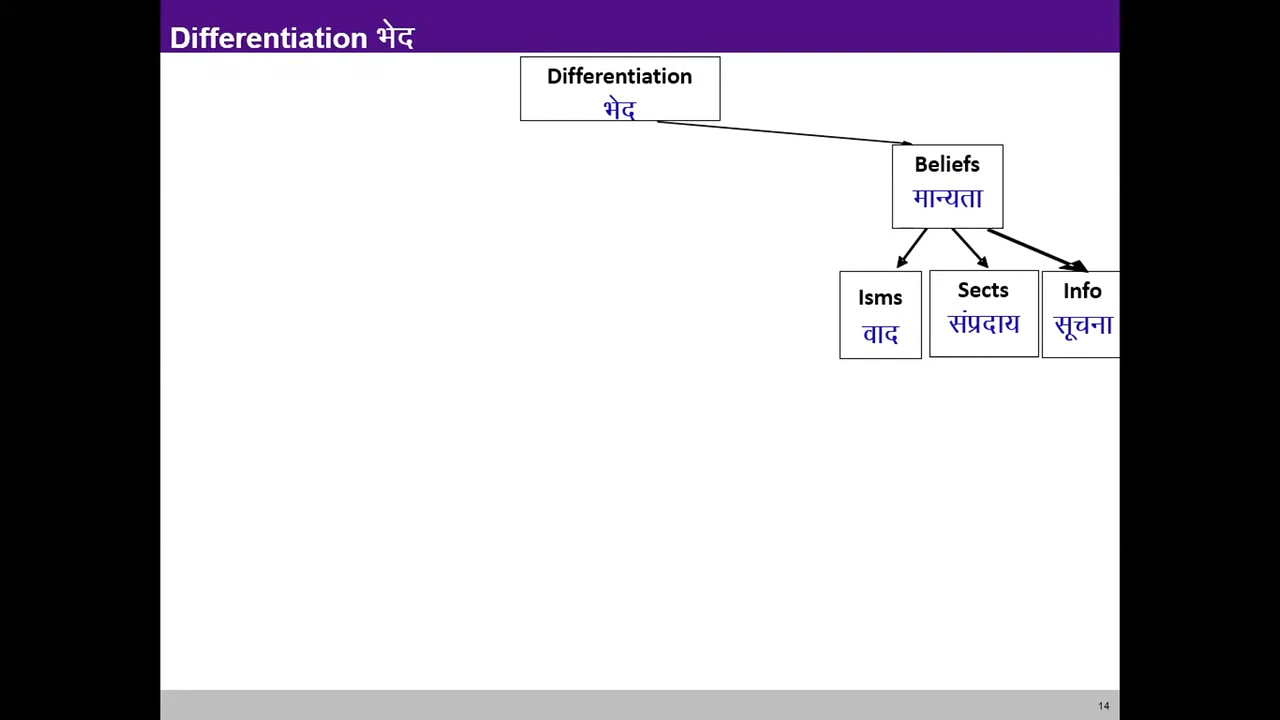 Differentiation भेद
Differentiation
भेद
Beliefs
मान्यता
Isms
वाद
Sects
संप्रदाय
Info
सूचना
14